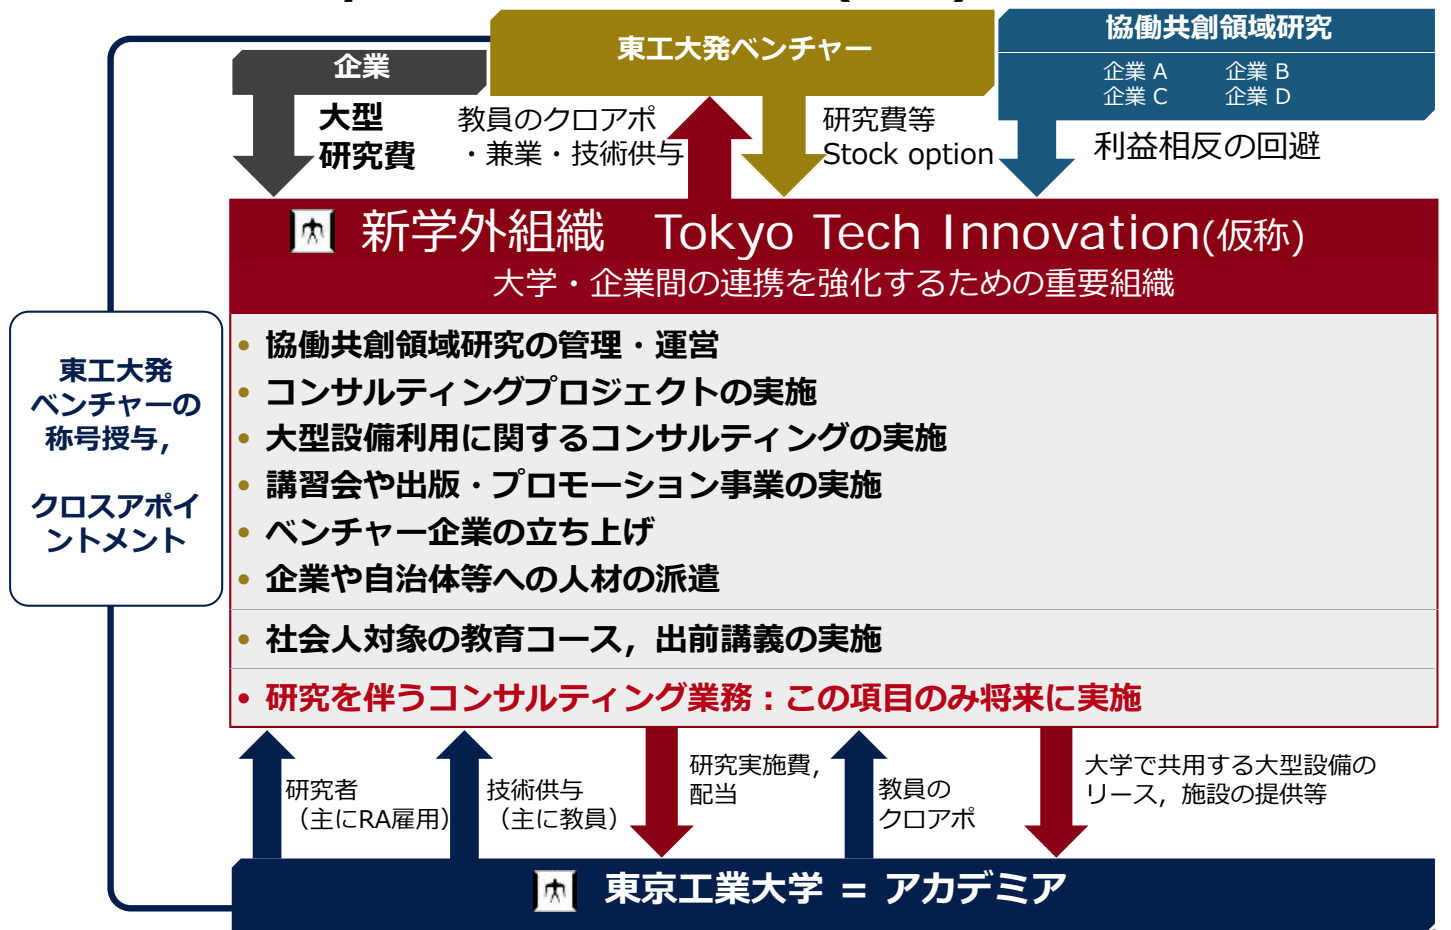 協働共創領域研究
東工大発ベンチャー
企業
企業 A
企業 B
企業 C
企業 D
大型
研究費
教員のクロアポ
・兼業・技術供与
研究費等
Stock option
利益相反の回避
新学外組織　Tokyo Tech Innovation(仮称)
大学・企業間の連携を強化するための重要組織
東工大発
ベンチャーの
称号授与,
クロスアポイ
ントメント
• 協働共創領域研究の管理・運営
• コンサルティングプロジェクトの実施
• 大型設備利用に関するコンサルティングの実施
• 講習会や出版・プロモーション事業の実施
• ベンチャー企業の立ち上げ
• 企業や自治体等への人材の派遣
• 社会人対象の教育コース，出前講義の実施
• 研究を伴うコンサルティング業務：この項目のみ将来に実施
研究者
（主にRA雇用）
技術供与
（主に教員）
研究実施費，
配当
教員の
クロアポ
大学で共用する大型設備の
リース，施設の提供等
東京工業大学 = アカデミア